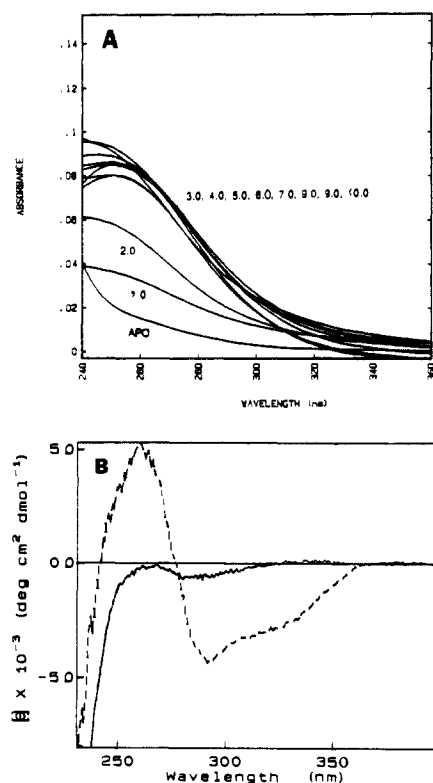 A
.14
.12
.1
.08
.06
.04
.02
0
ABSORBANCE
3.0, 4.0, 5.0, 6.0, 7.0, 9.0, 9.0, 10.0
2.0
APO
240
260
280
300
320
340
360
WAVELENGTH (nm)
B
5.0
0.0
-5.0
[θ] X 10⁻³ (deg cm² dmol⁻¹)
250
300
350
Wavelength (nm)